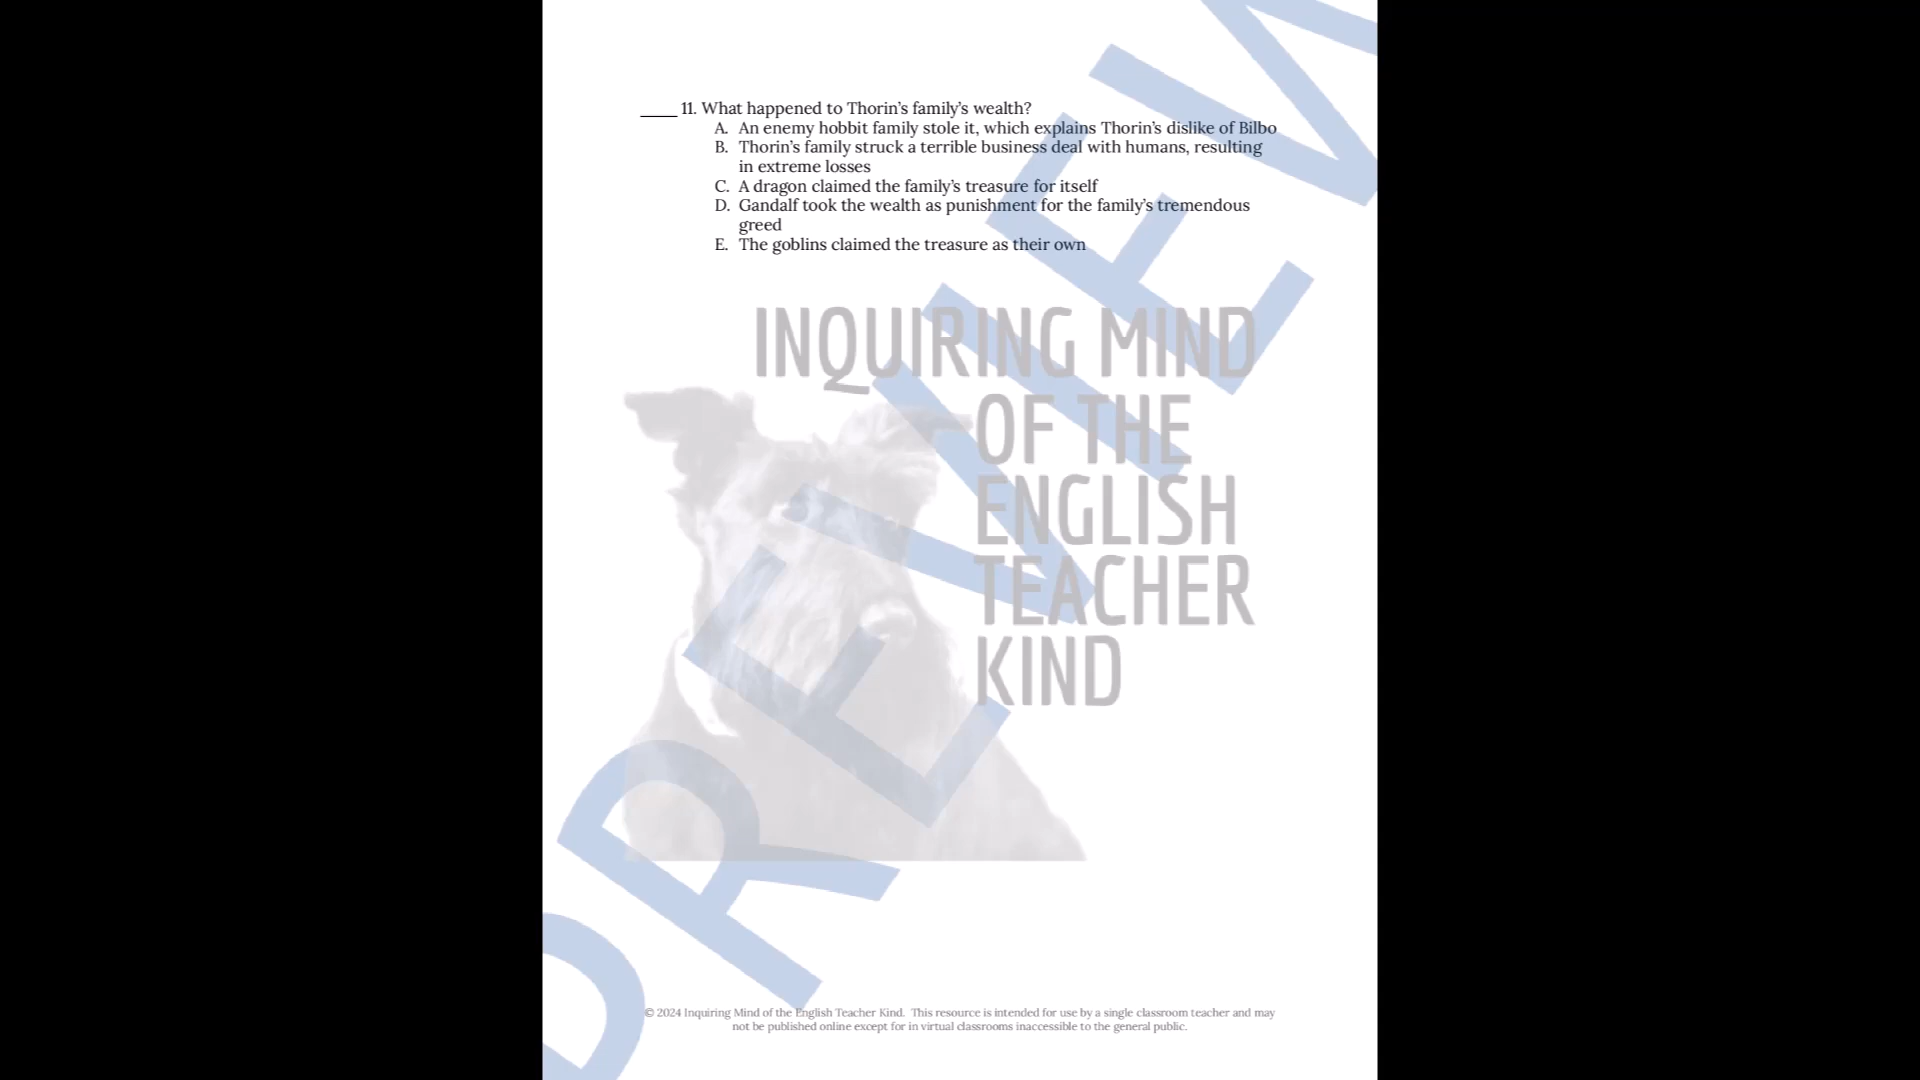 ____ 11. What happened to Thorin’s family’s wealth?
A. An enemy hobbit family stole it, which explains Thorin’s dislike of Bilbo
B. Thorin’s family struck a terrible business deal with humans, resulting
in extreme losses
C. A dragon claimed the family’s treasure for itself
D. Gandalf took the wealth as punishment for the family’s tremendous
greed
E. The goblins claimed the treasure as their own
INQUIRING MIND
OF THE
ENGLISH
TEACHER
KIND
PREVIEW
© 2024 Inquiring Mind of the English Teacher Kind. This resource is intended for use by a single classroom teacher and may
not be published online except for in virtual classrooms inaccessible to the general public.